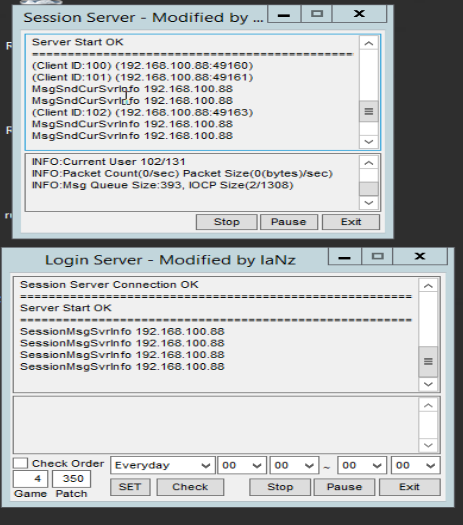 Session Server - Modified by ...
Server Start OK
==================================================
(Client ID:100) (192.168.100.88:49160)
(Client ID:101) (192.168.100.88:49161)
MsgSndCurSvrInfo 192.168.100.88
MsgSndCurSvrInfo 192.168.100.88
(Client ID:102) (192.168.100.88:49163)
MsgSndCurSvrInfo 192.168.100.88
MsgSndCurSvrInfo 192.168.100.88
INFO:Current User 102/131
INFO:Packet Count(0/sec) Packet Size(0(bytes)/sec)
INFO:Msg Queue Size:393, IOCP Size(2/1308)
Stop Pause Exit
Login Server - Modified by laNz
Session Server Connection OK
==================================================
Server Start OK
==================================================
SessionMsgSvrInfo 192.168.100.88
SessionMsgSvrInfo 192.168.100.88
SessionMsgSvrInfo 192.168.100.88
SessionMsgSvrInfo 192.168.100.88
Check Order Everyday 00 00 ~ 00 00
4 350
Game Patch SET Check Stop Pause Exit